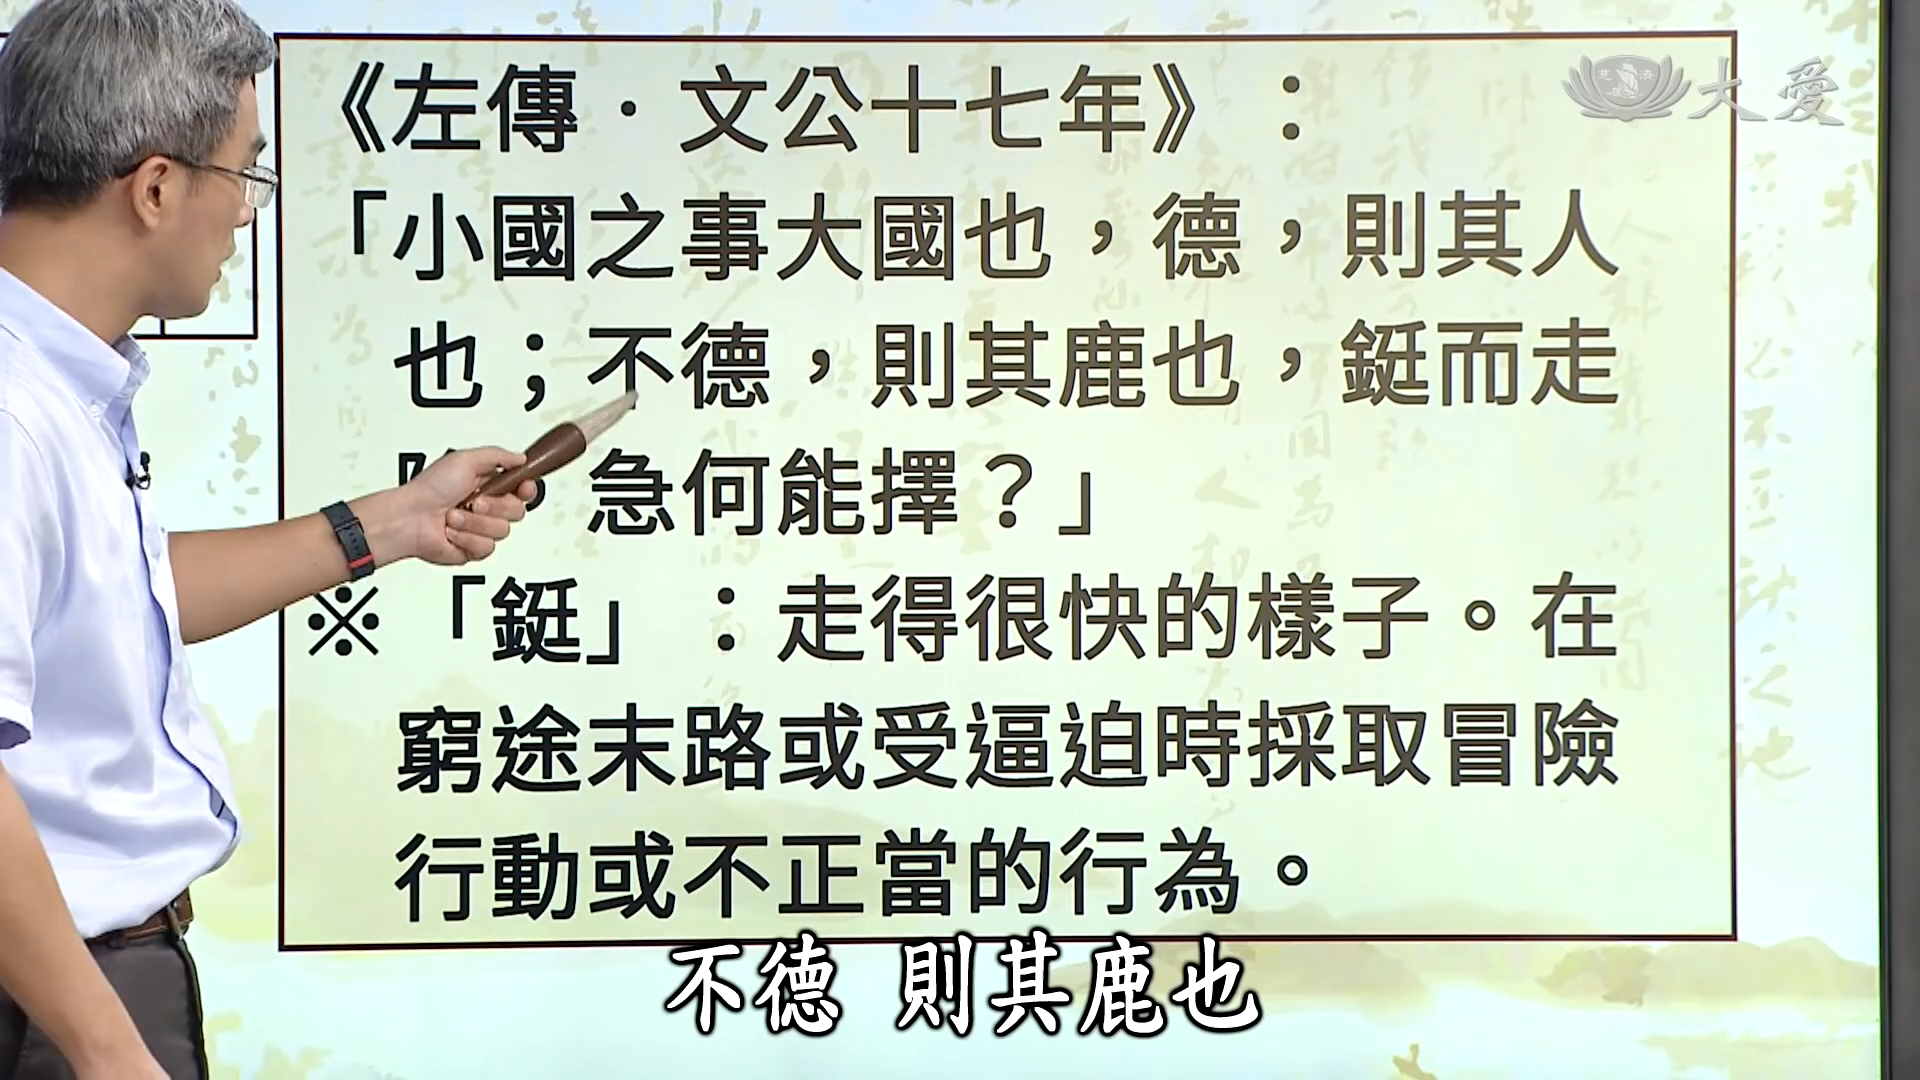 《左傳．文公十七年》：
「小國之事大國也，德，則其人
也；不德，則其鹿也，鋌而走
急何能擇？」
※「鋌」：走得很快的樣子。在
窮途末路或受逼迫時採取冒險
行動或不正當的行為。
不德 則其鹿也
慈濟
大愛